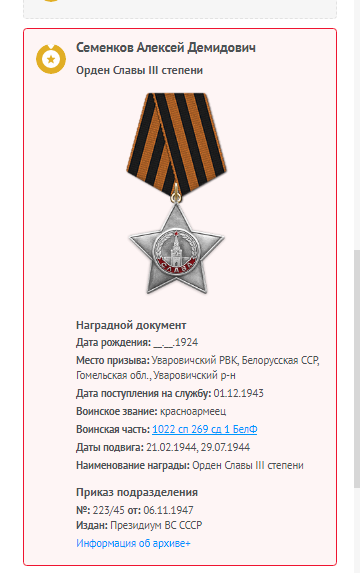 Семенков Алексей Демидович
Орден Славы III степени
СЛАВА
Наградной документ
Дата рождения: __.__.1924
Место призыва: Уваровичский РВК, Белорусская ССР,
Гомельская обл., Уваровичский р-н
Дата поступления на службу: 01.12.1943
Воинское звание: красноармеец
Воинская часть: 1022 сп 269 сд 1 БелФ
Даты подвига: 21.02.1944, 29.07.1944
Наименование награды: Орден Славы III степени
Приказ подразделения
№: 223/45 от: 06.11.1947
Издан: Президиум ВС СССР
Информация об архиве+